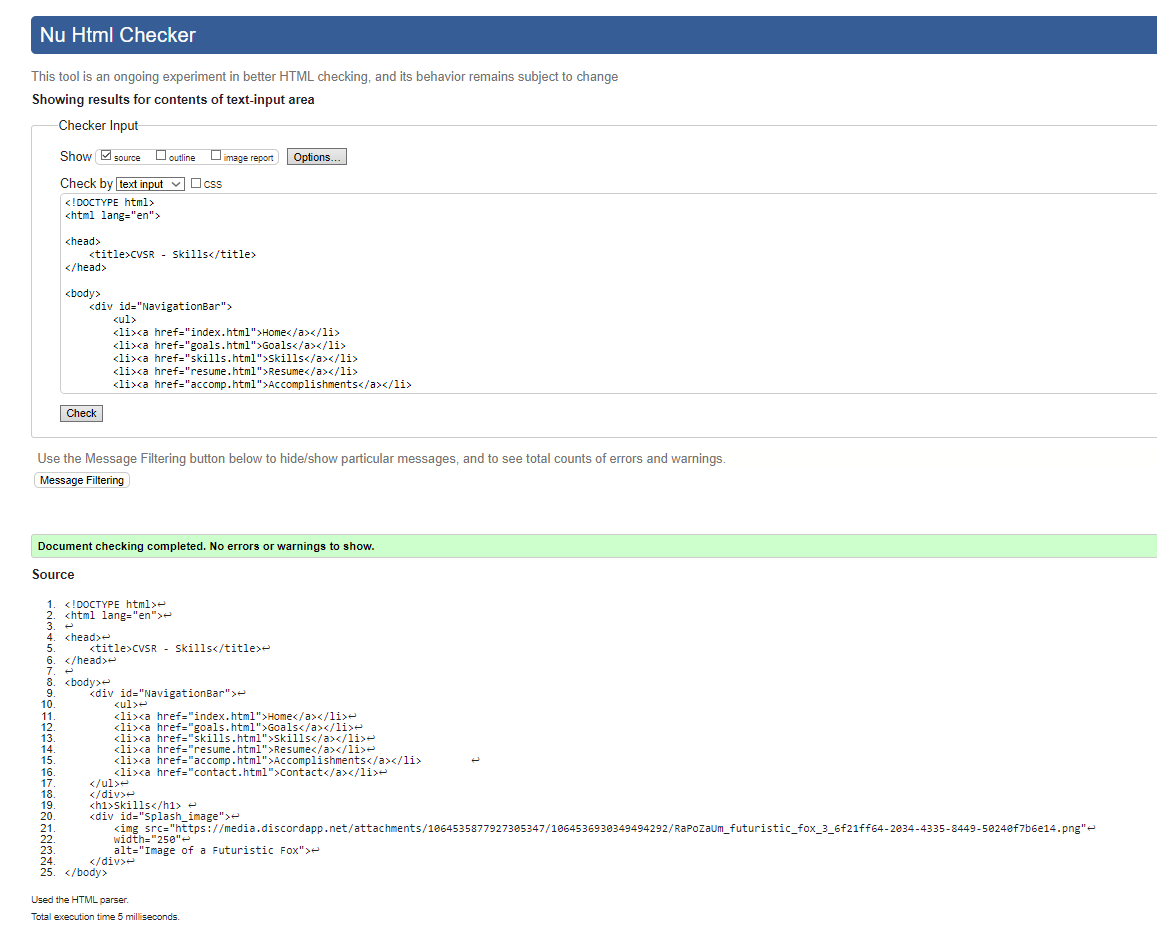 Nu Html Checker
This tool is an ongoing experiment in better HTML checking, and its behavior remains subject to change
Showing results for contents of text-input area
Checker Input
Show source outline image report Options...
Check by text input CSS
<!DOCTYPE html>
<html lang="en">
<head>
    <title>CVSR - Skills</title>
</head>
<body>
    <div id="NavigationBar">
        <ul>
        <li><a href="index.html">Home</a></li>
        <li><a href="goals.html">Goals</a></li>
        <li><a href="skills.html">Skills</a></li>
        <li><a href="resume.html">Resume</a></li>
        <li><a href="accomp.html">Accomplishments</a></li>
Check
Use the Message Filtering button below to hide/show particular messages, and to see total counts of errors and warnings.
Message Filtering
Document checking completed. No errors or warnings to show.
Source
1. <!DOCTYPE html>↩
2. <html lang="en">↩
3. ↩
4. <head>↩
5.     <title>CVSR - Skills</title>↩
6. </head>↩
7. ↩
8. <body>↩
9.     <div id="NavigationBar">↩
10.         <ul>↩
11.         <li><a href="index.html">Home</a></li>↩
12.         <li><a href="goals.html">Goals</a></li>↩
13.         <li><a href="skills.html">Skills</a></li>↩
14.         <li><a href="resume.html">Resume</a></li>↩
15.         <li><a href="accomp.html">Accomplishments</a></li>         ↩
16.         <li><a href="contact.html">Contact</a></li>↩
17.     </ul>↩
18.     </div>↩
19.     <h1>Skills</h1> ↩
20.     <div id="Splash_image">↩
21.         <img src="https://media.discordapp.net/attachments/1064535877927305347/1064536930349494292/RaPoZaUm_futuristic_fox_3_6f21ff64-2034-4335-8449-50240f7b6e14.png"↩
22.         width="250"↩
23.         alt="Image of a Futuristic Fox">↩
24.     </div>↩
25. </body>
Used the HTML parser.
Total execution time 5 milliseconds.